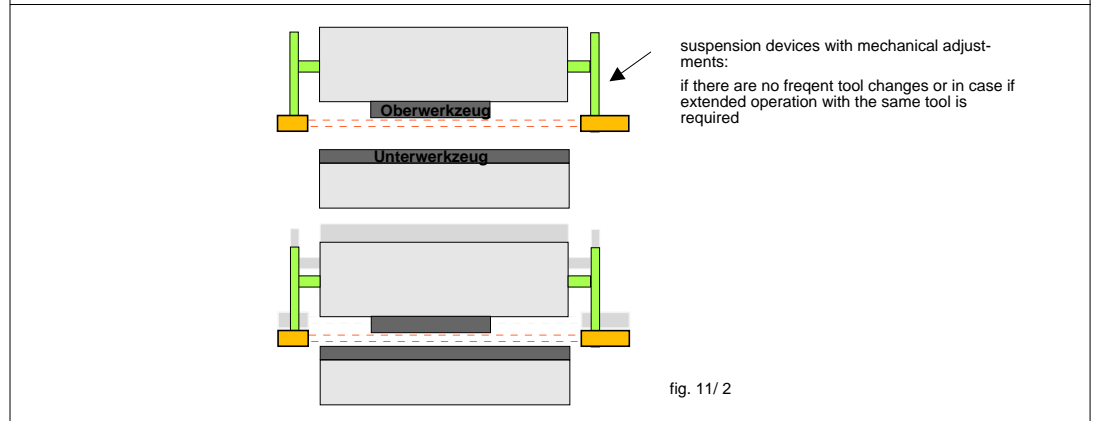 suspension devices with mechanical adjust-
ments:
if there are no freqent tool changes or in case if
extended operation with the same tool is
required
Oberwerkzeug
Unterwerkzeug
fig. 11/ 2